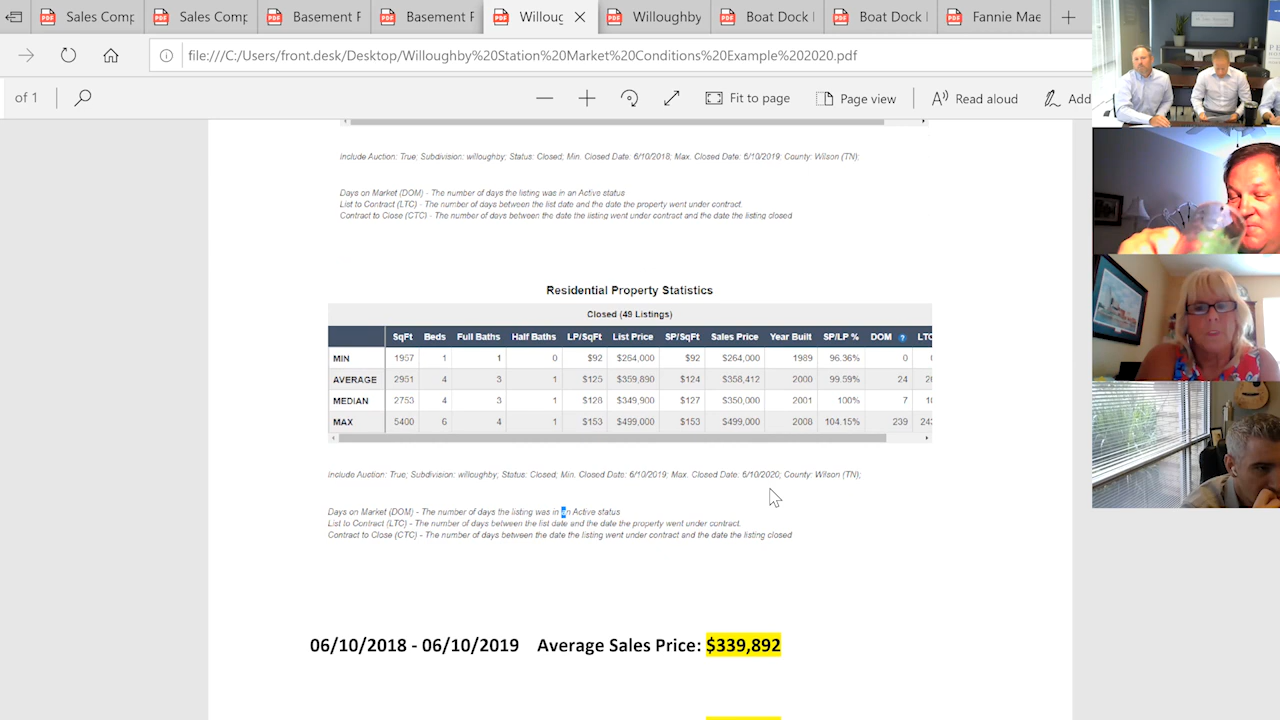 Sales Comp
Sales Comp
Basement F
Basement F
Willoug
Willoughby
Boat Dock
Boat Dock
Fannie Mae
file:///C:/Users/front.desk/Desktop/Willoughby%20Station%20Market%20Conditions%20Example%202020.pdf
of 1
Fit to page
Page view
Read aloud
Add
Include Auction: True; Subdivision: willoughby; Status: Closed; Min. Closed Date: 6/10/2018; Max. Closed Date: 6/10/2019; County: Wilson (TN);
Days on Market (DOM) - The number of days the listing was in an Active status
List to Contract (LTC) - The number of days between the list date and the date the property went under contract.
Contract to Close (CTC) - The number of days between the date the listing went under contract and the date the listing closed
Residential Property Statistics
Closed (49 Listings)
SqFt Beds Full Baths Half Baths LP/SqFt List Price SP/SqFt Sales Price Year Built SP/LP % DOM ? LTC
MIN 1957 1 1 0 $92 $264,000 $92 $264,000 1989 96.36% 0
AVERAGE 2951 4 3 1 $125 $359,890 $124 $358,412 2000 99.59% 24
MEDIAN 4 3 1 $128 $349,900 $127 $350,000 2001 100% 7
MAX 5400 6 4 1 $153 $499,000 $153 $499,000 2008 104.15% 239
Include Auction: True; Subdivision: willoughby; Status: Closed; Min. Closed Date: 6/10/2019; Max. Closed Date: 6/10/2020; County: Wilson (TN);
Days on Market (DOM) - The number of days the listing was in an Active status
List to Contract (LTC) - The number of days between the list date and the date the property went under contract.
Contract to Close (CTC) - The number of days between the date the listing went under contract and the date the listing closed
06/10/2018 - 06/10/2019 Average Sales Price: $339,892